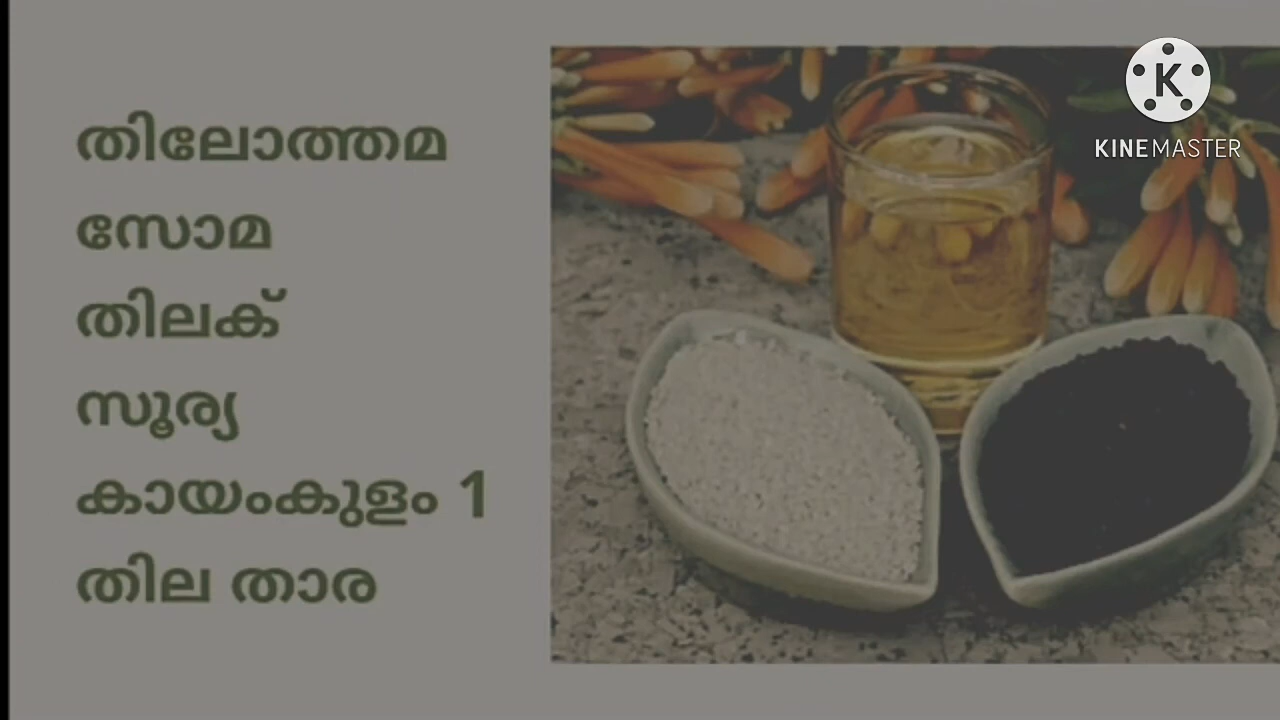 തിലോത്തമ
സോമ
തിലക്
സൂര്യ
കായംകുളം 1
തില താര
K
KINEMASTER